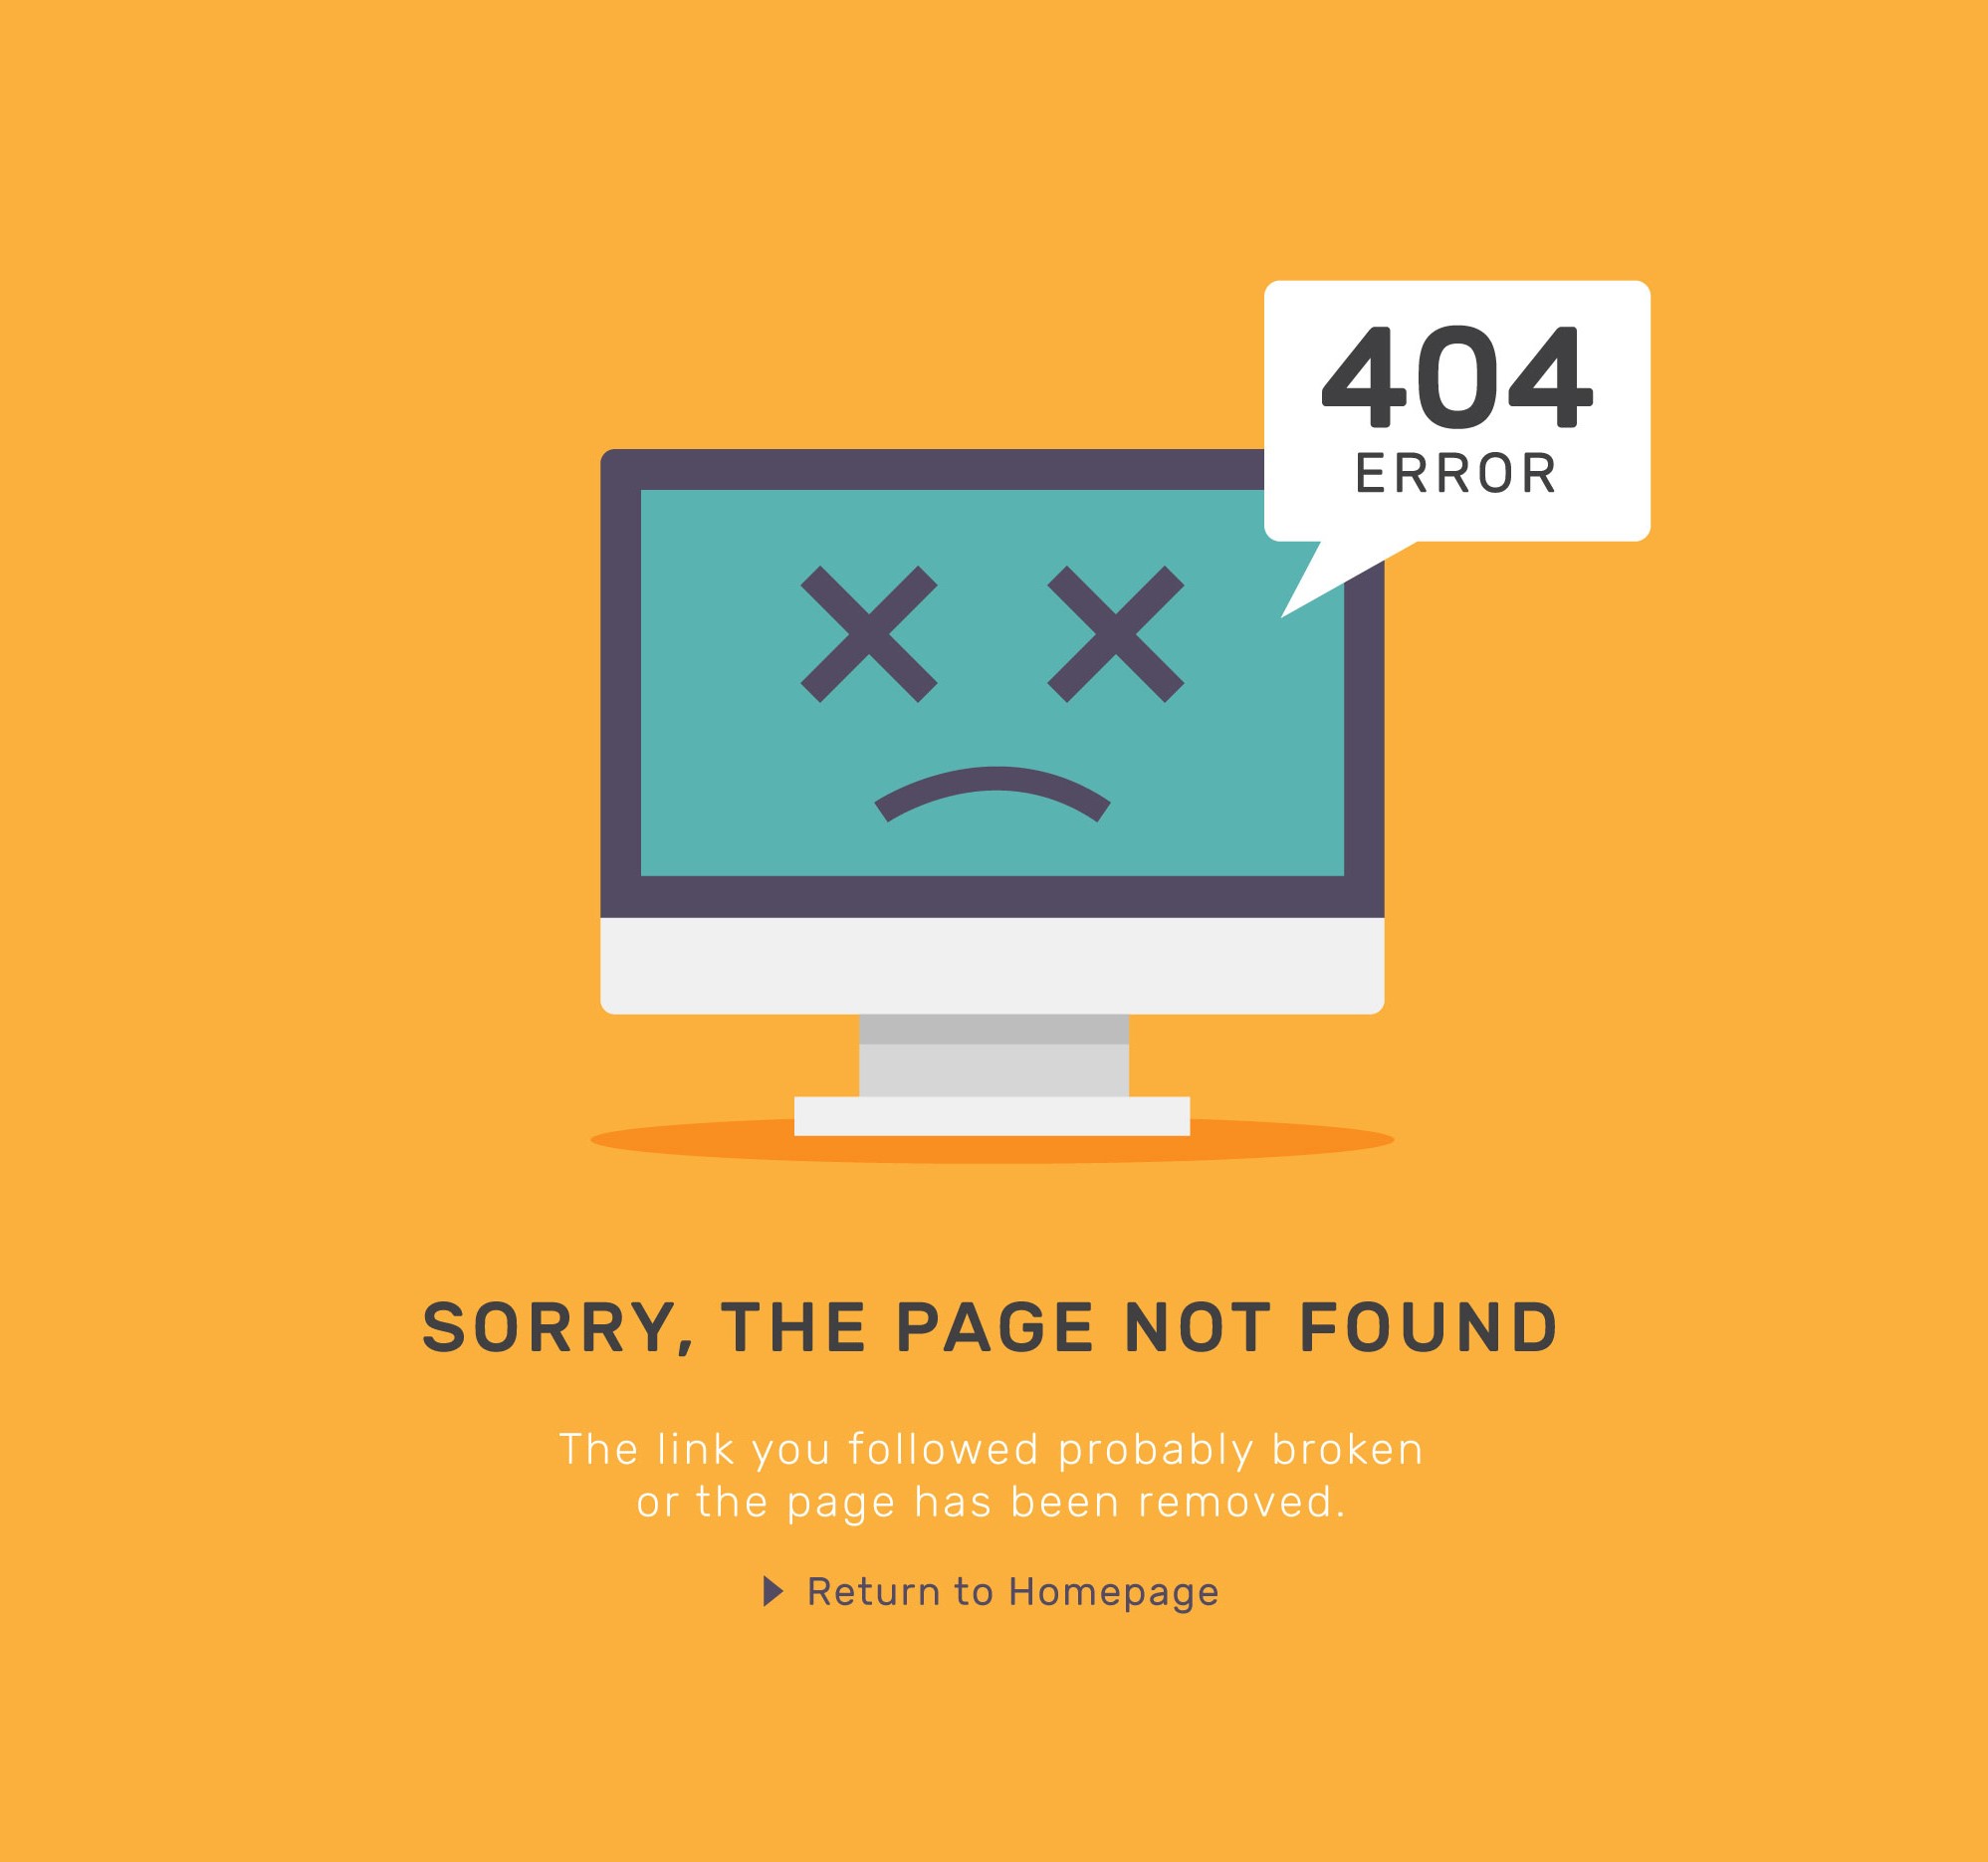 404
ERROR
SORRY, THE PAGE NOT FOUND
The link you followed probably broken
or the page has been removed.
Return to Homepage